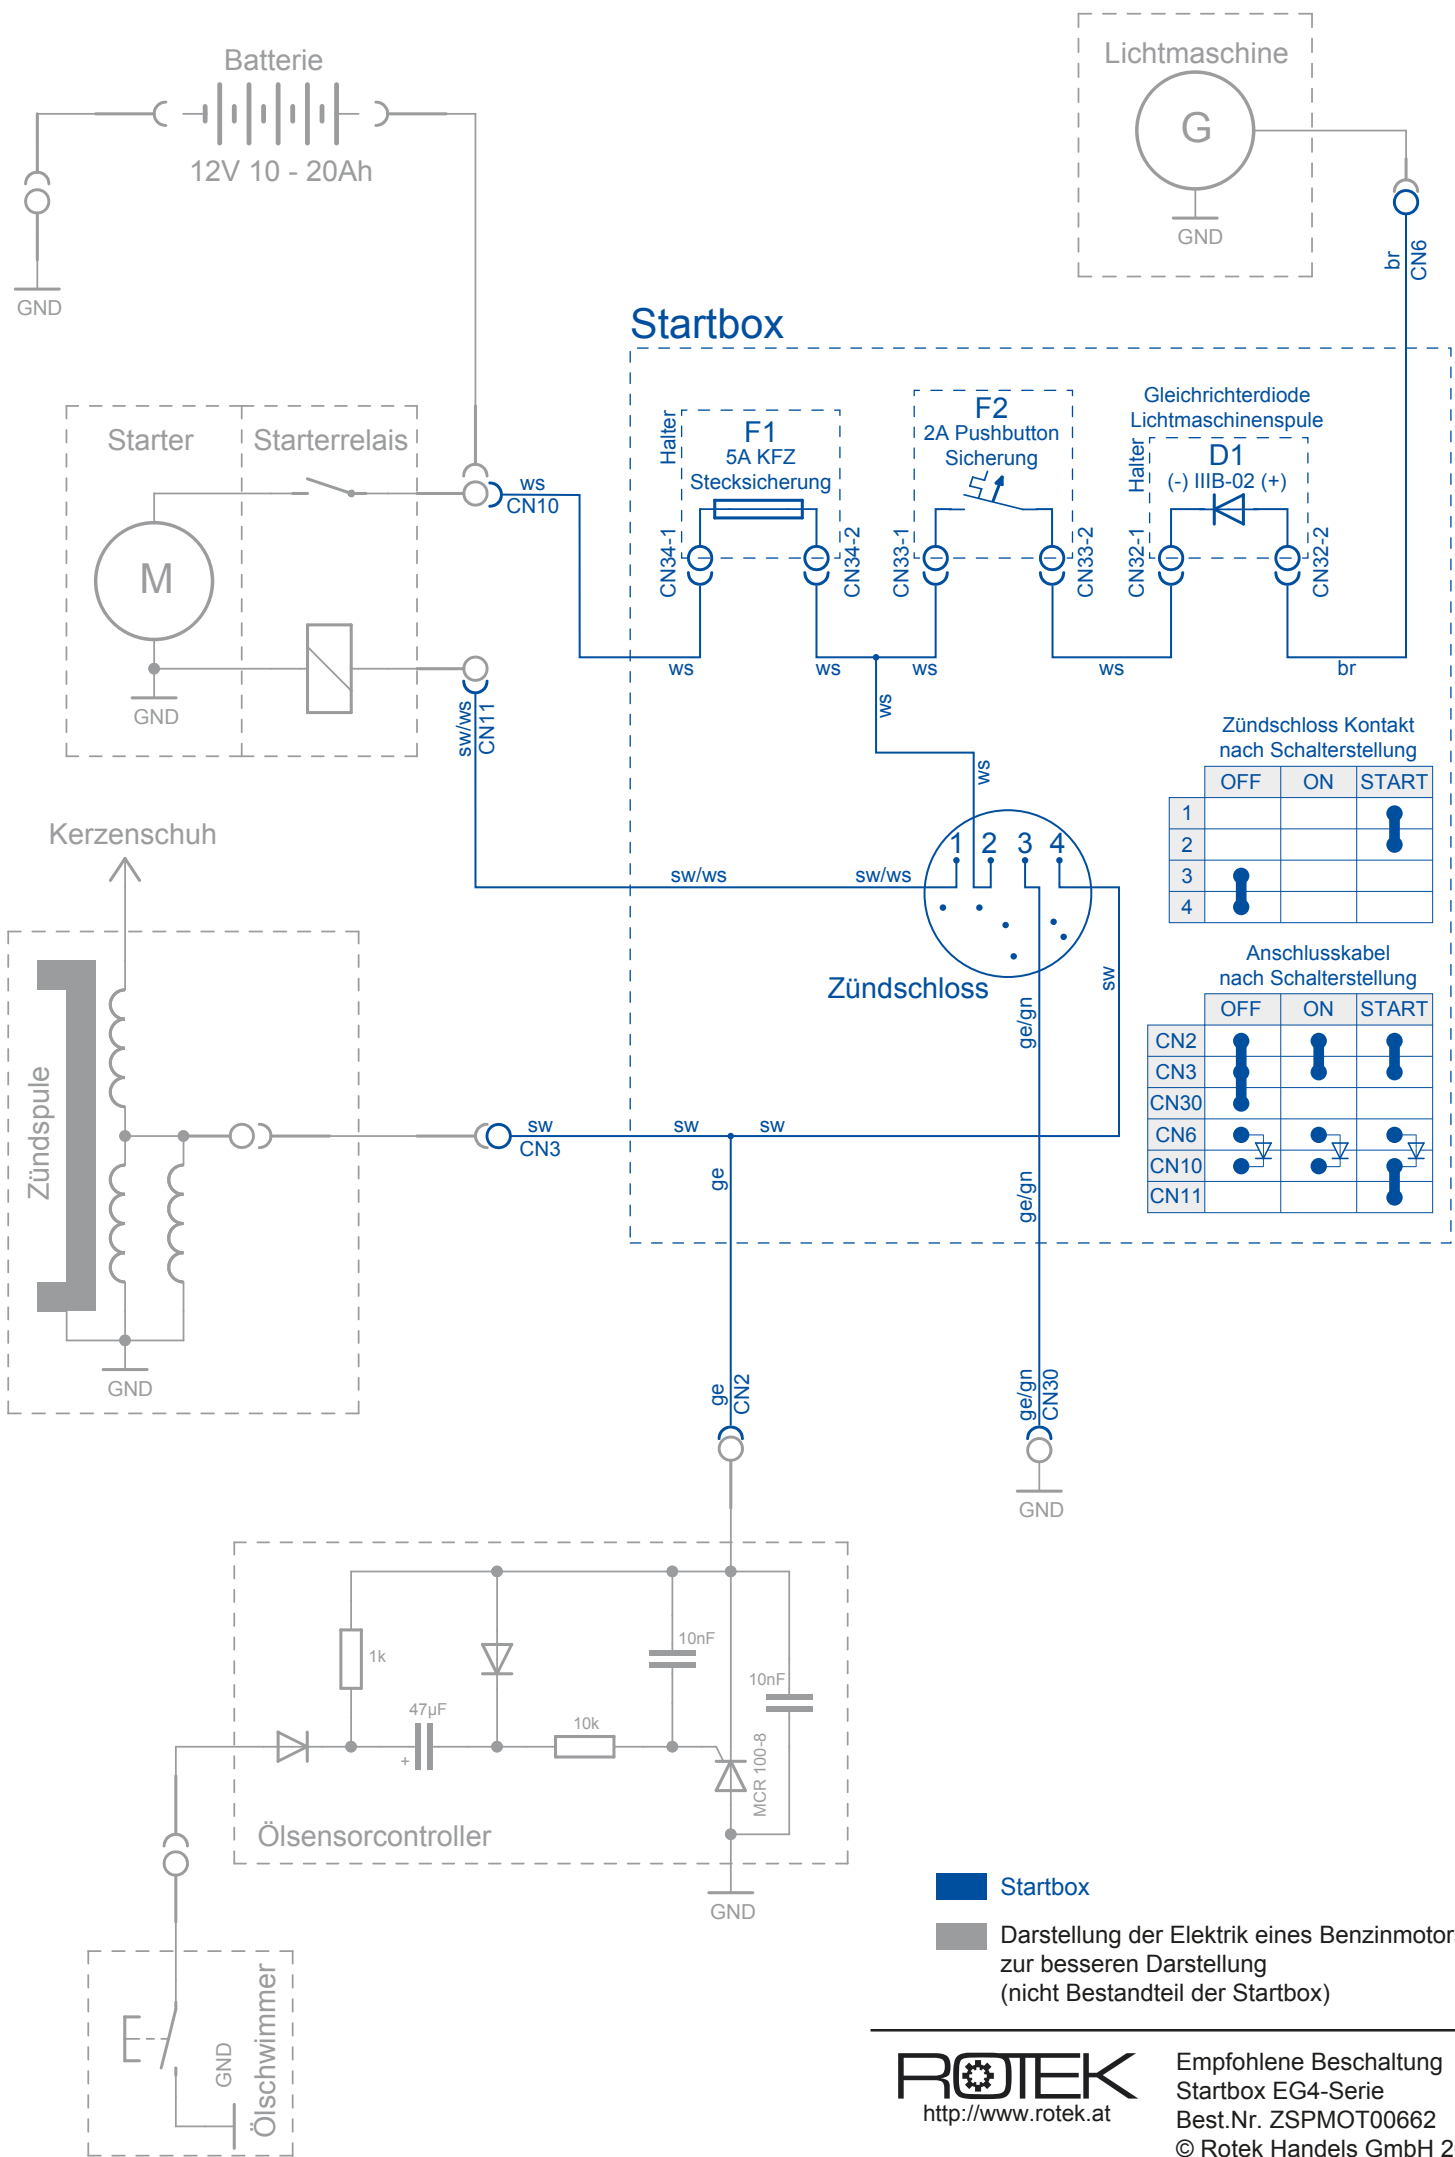 Batterie
12V 10 - 20Ah
GND
Lichtmaschine
G
GND
br
CN6
Startbox
Starter
Starterrelais
M
GND
ws
CN10
sw/ws
CN11
Halter
F1
5A KFZ
Stecksicherung
CN34-1
CN34-2
F2
2A Pushbutton
Sicherung
CN33-1
CN33-2
Gleichrichterdiode
Lichtmaschinenspule
Halter
D1
(-) IIIB-02 (+)
CN32-1
CN32-2
ws
ws
ws
ws
br
ws
ws
Zündschloss Kontakt
nach Schalterstellung
OFF ON START
1
2
3
4
1 2 3 4
sw/ws
sw/ws
Zündschloss
sw
ge/gn
Anschlusskabel
nach Schalterstellung
OFF ON START
CN2
CN3
CN30
CN6
CN10
CN11
Kerzenschuh
Zündspule
GND
sw
CN3
sw
sw
ge
ge/gn
ge
CN2
ge/gn
CN30
GND
1k
47µF
+
10k
10nF
10nF
MCR 100-8
Ölsensorcontroller
GND
GND
Ölschwimmer
Startbox
Darstellung der Elektrik eines Benzinmotor
zur besseren Darstellung
(nicht Bestandteil der Startbox)
ROTEK
http://www.rotek.at
Empfohlene Beschaltung
Startbox EG4-Serie
Best.Nr. ZSPMOT00662
© Rotek Handels GmbH 2